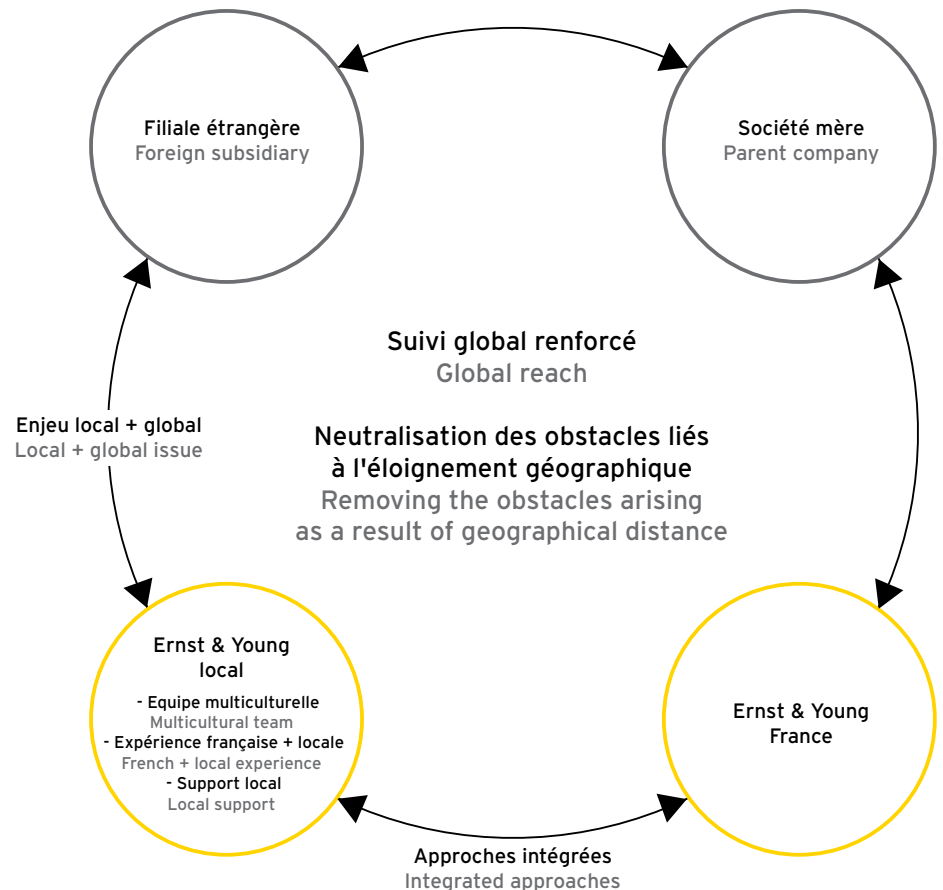 Filiale étrangère
Foreign subsidiary
Société mère
Parent company
Suivi global renforcé
Global reach
Neutralisation des obstacles liés
à l'éloignement géographique
Removing the obstacles arising
as a result of geographical distance
Enjeu local + global
Local + global issue
Ernst & Young
local
- Equipe multiculturelle
Multicultural team
- Expérience française + locale
French + local experience
- Support local
Local support
Ernst & Young
France
Approches intégrées
Integrated approaches